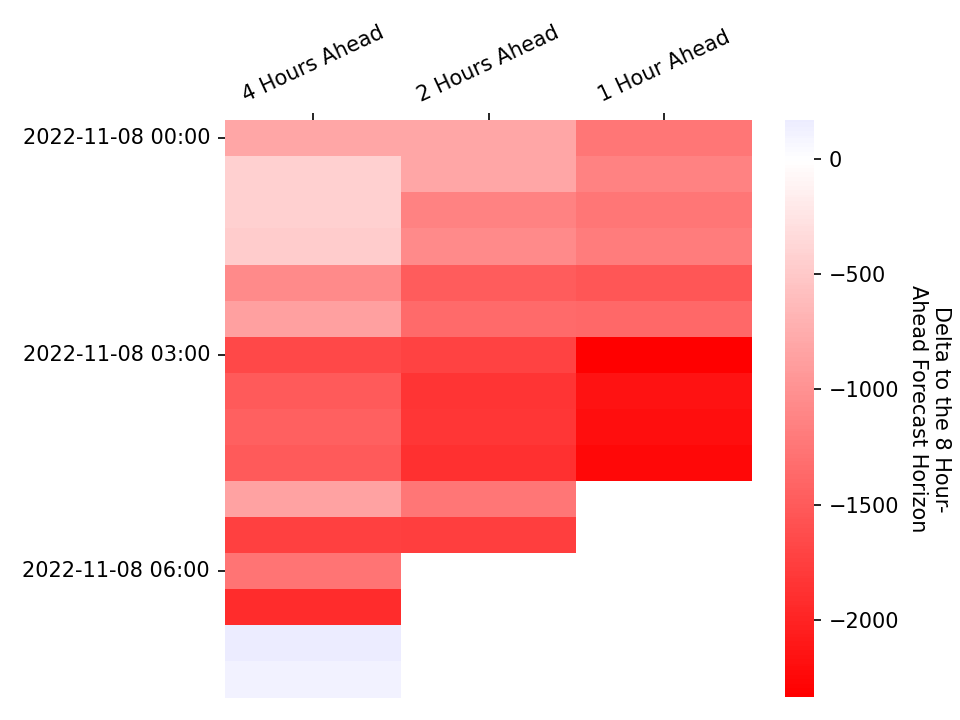 4 Hours Ahead
2 Hours Ahead
1 Hour Ahead
2022-11-08 00:00
2022-11-08 03:00
2022-11-08 06:00
0
−500
−1000
−1500
−2000
Delta to the 8 Hour-
Ahead Forecast Horizon